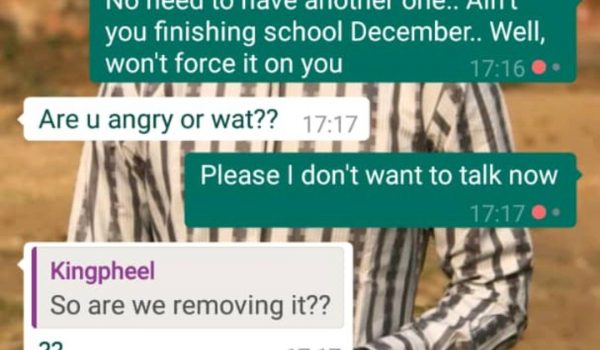 No need to have another one.. Ain't
you finishing school December.. Well,
won't force it on you
17:16
Are u angry or wat??
17:17
Please I don't want to talk now
17:17
Kingpheel
So are we removing it??
??
17:17